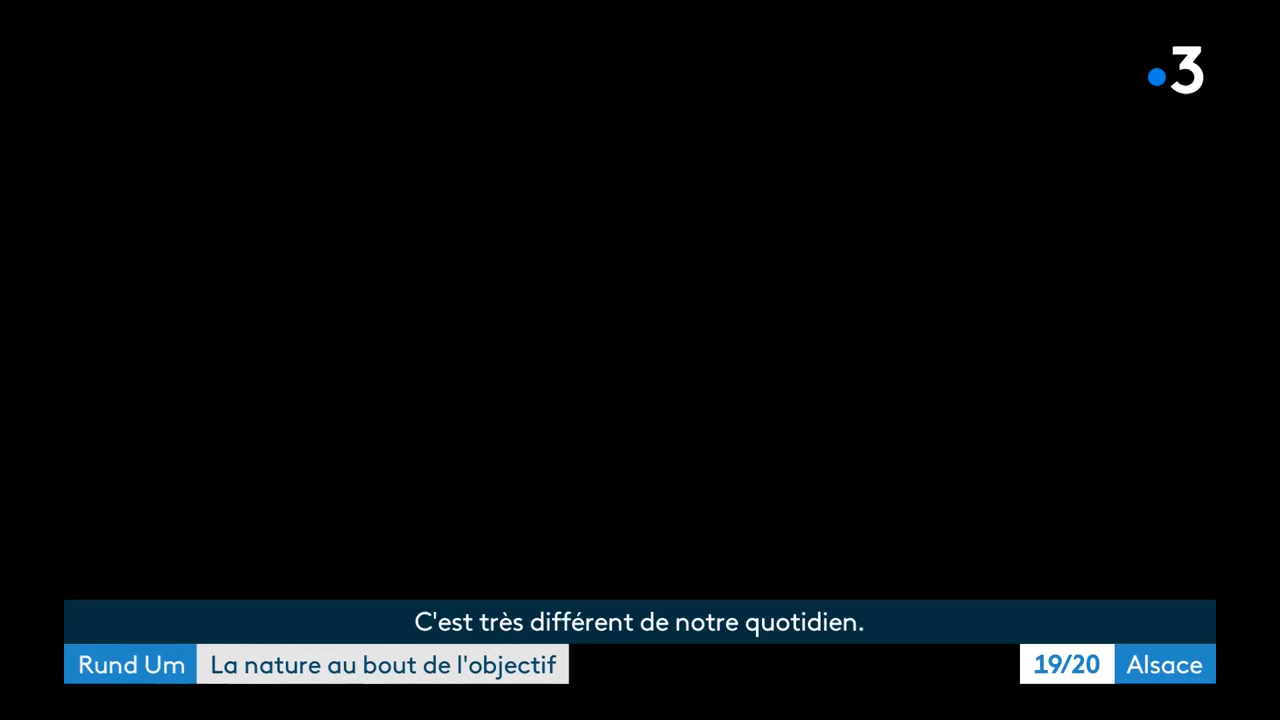 3
C'est très différent de notre quotidien.
Rund Um La nature au bout de l'objectif 19/20 Alsace